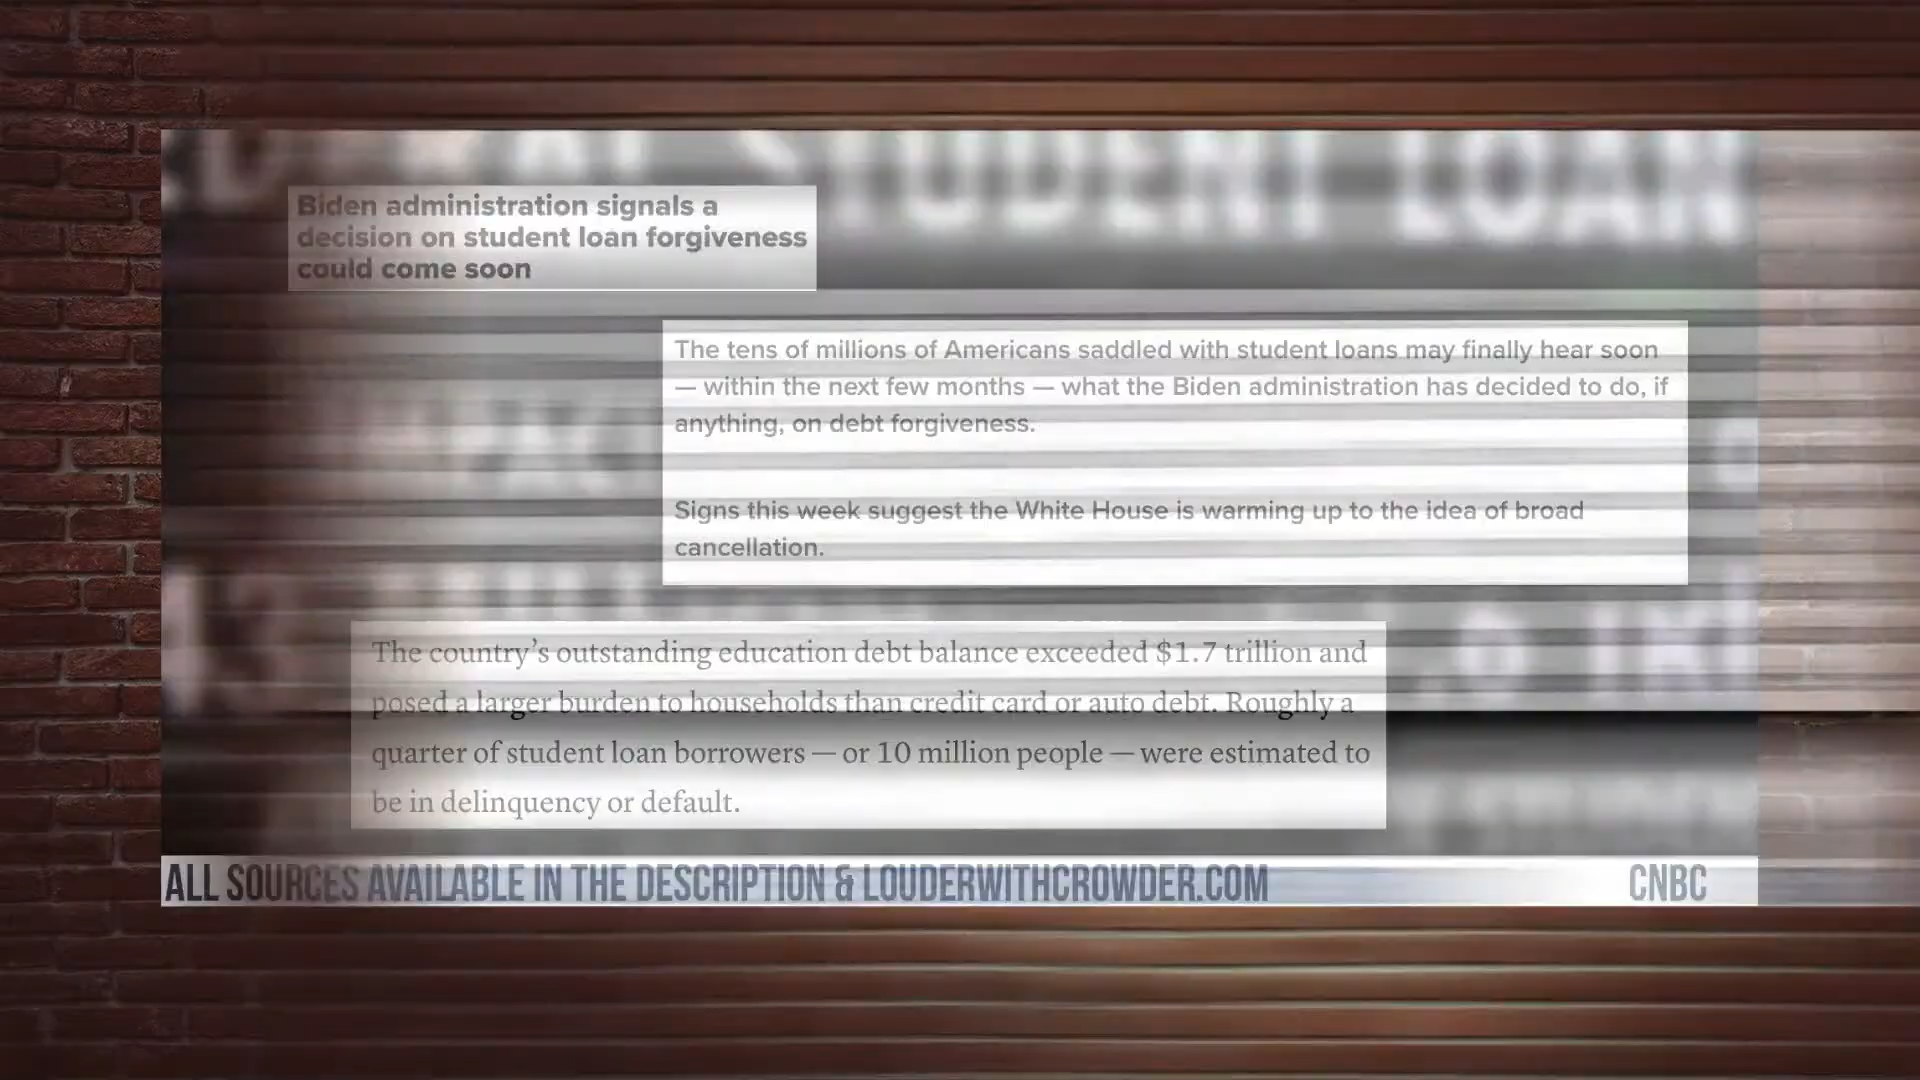 STUDENT LOAN
Biden administration signals a
decision on student loan forgiveness
could come soon
The tens of millions of Americans saddled with student loans may finally hear soon
— within the next few months — what the Biden administration has decided to do, if
anything, on debt forgiveness.
Signs this week suggest the White House is warming up to the idea of broad
cancellation.
The country’s outstanding education debt balance exceeded $1.7 trillion and
posed a larger burden to households than credit card or auto debt. Roughly a
quarter of student loan borrowers — or 10 million people — were estimated to
be in delinquency or default.
ALL SOURCES AVAILABLE IN THE DESCRIPTION & LOUDERWITHCROWDER.COM
CNBC